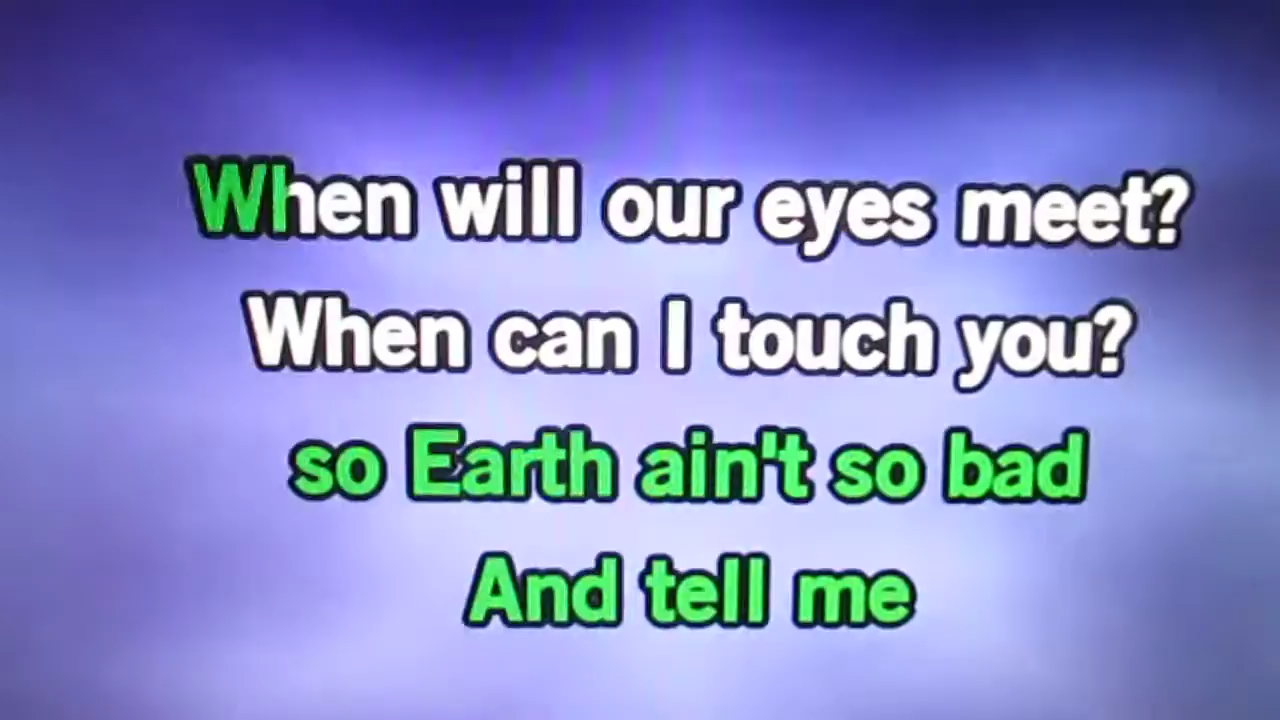 When will our eyes meet?
When can I touch you?
so Earth ain't so bad
And tell me